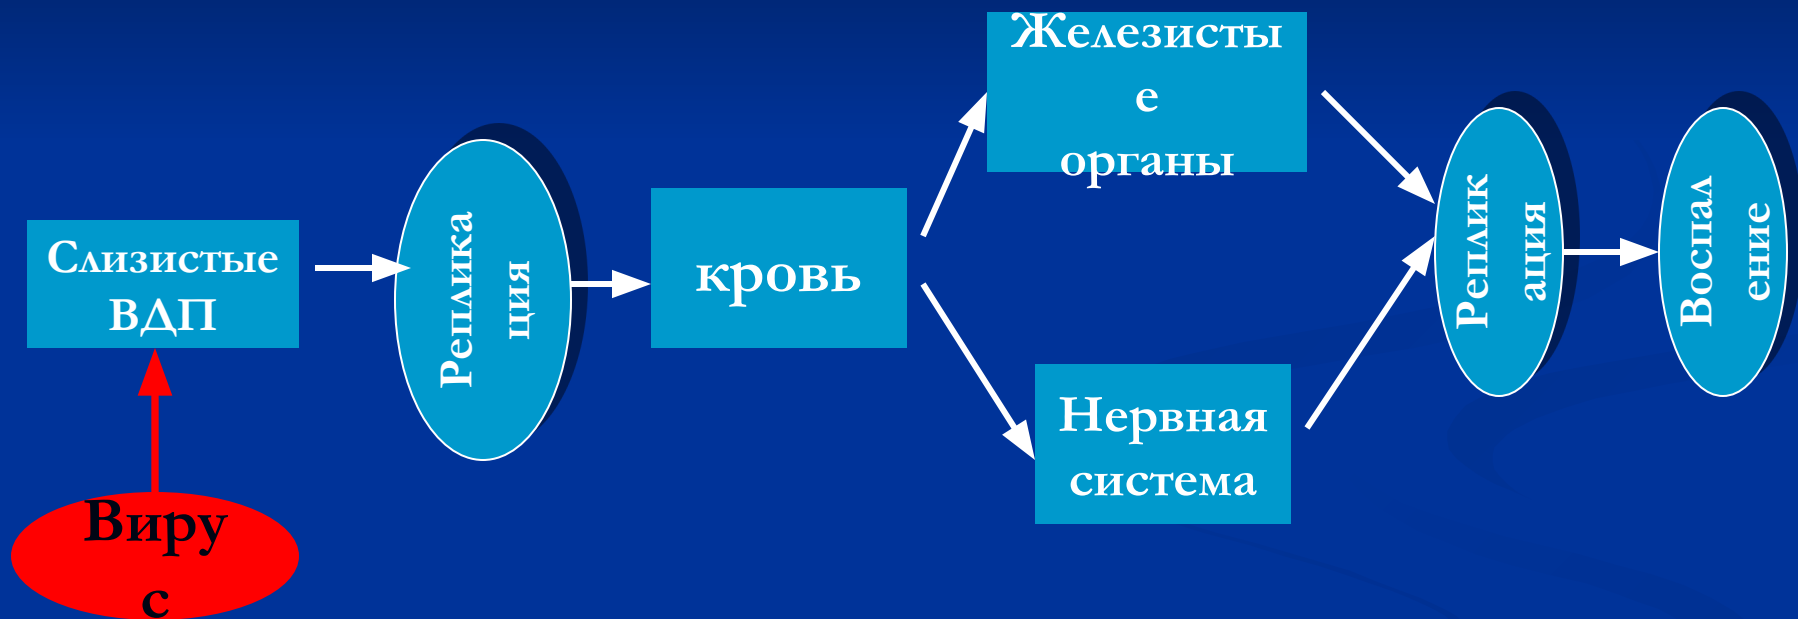 Слизистые
ВДП
Виру
с
Реплика
ция
кровь
Железисты
е
органы
Нервная
система
Реплик
ация
Воспал
ение